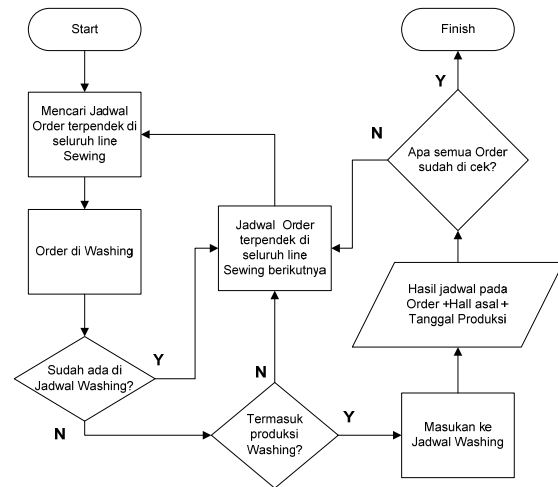 Start
Mencari Jadwal
Order terpendek di
seluruh line
Sewing
Order di Washing
Sudah ada di
Jadwal Washing?
Y
N
Jadwal Order
terpendek di
seluruh line
Sewing berikutnya
N
Termasuk
produksi
Washing?
Y
Masukan ke
Jadwal Washing
Hasil jadwal pada
Order +Hall asal +
Tanggal Produksi
Apa semua Order
sudah di cek?
N
Y
Finish